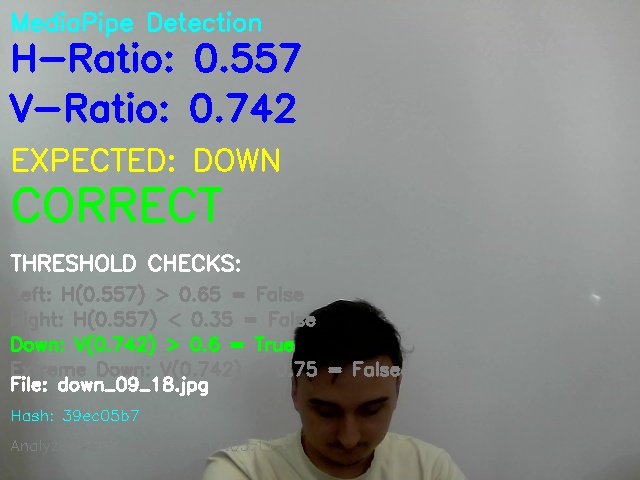 MediaPipe Detection
H-Ratio: 0.557
V-Ratio: 0.742
EXPECTED: DOWN
CORRECT
THRESHOLD CHECKS:
Left: H(0.557) > 0.65 = False
Right: H(0.557) < 0.35 = False
Down: V(0.742) > 0.6 = True
Extreme Down: V(0.742) > 0.75 = False
File: down_09_18.jpg
Hash: 39ec05b7